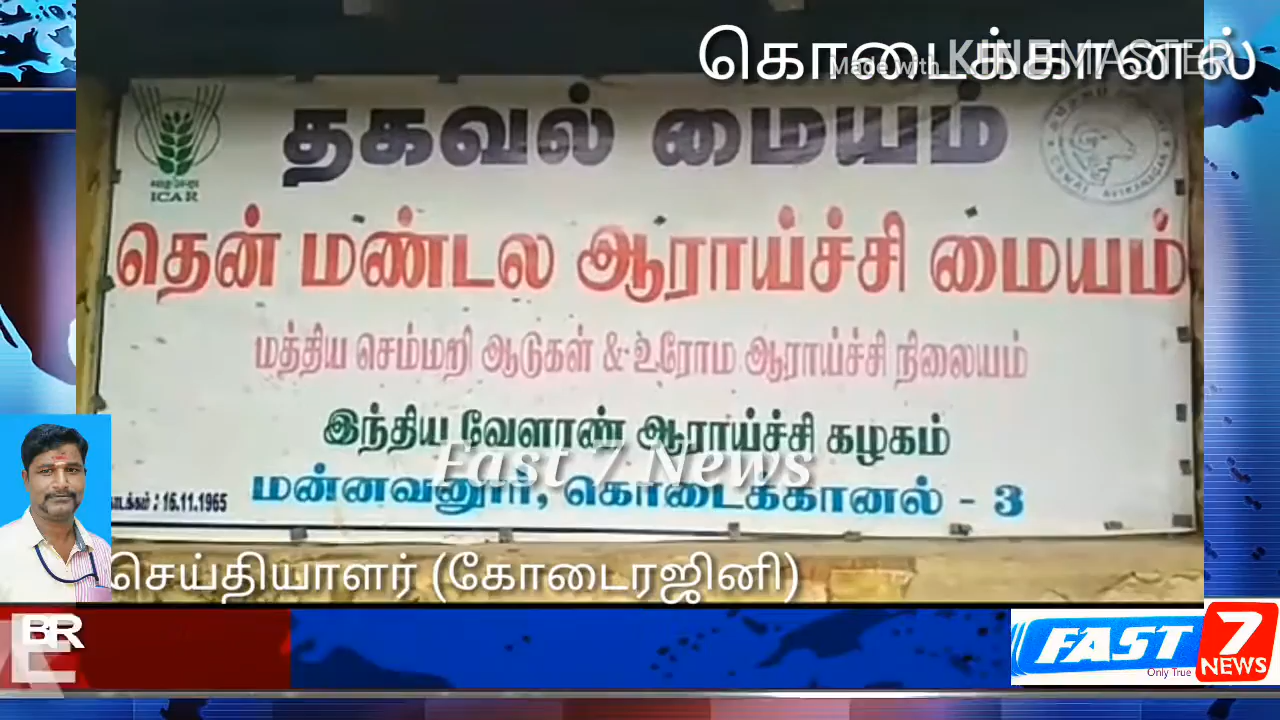 கொடைக்கானல்
Made with KINEMASTER
தகவல் மையம்
ICAR
தென் மண்டல ஆராய்ச்சி மையம்
மத்திய செம்மறி ஆடுகள் & உரோம ஆராய்ச்சி நிலையம்
இந்திய வேளாண் ஆராய்ச்சி கழகம்
Fast 7 News
மன்னவனூர், கொடைக்கானல் - 3
: 16.11.1965
செய்தியாளர் (கோடைரஜினி)
FAST 7 NEWS
Only True